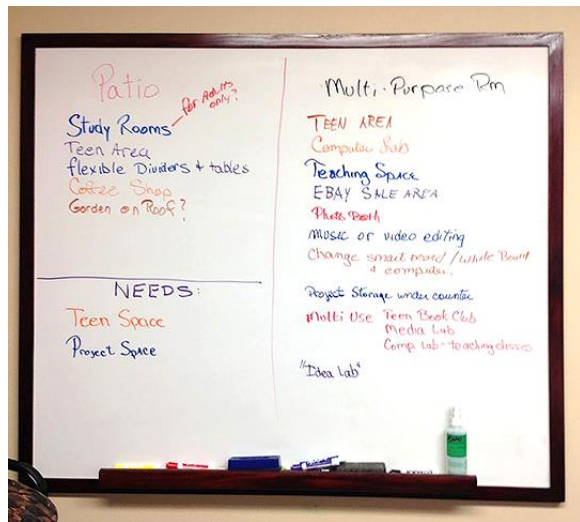 Patio
for Adults
only?
Study Rooms
Teen Area
flexible Dividers + tables
Coffee Shop
Garden on Roof?
NEEDS:
Teen Space
Project Space
Multi-Purpose Rm
TEEN AREA
Computer Lab
Teaching Space
EBAY SALE AREA
Photo Booth
music or video editing
Change smart board / White Board
+ computer.
Project Storage under counter
Multi Use Teen Book Club
Media Lab
Comp Lab - teaching classes
"Idea Lab"